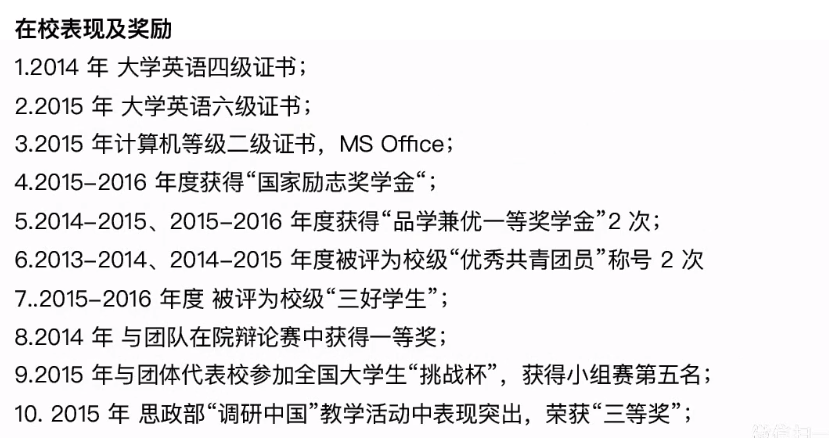 在校表现及奖励
1.2014 年 大学英语四级证书；
2.2015 年 大学英语六级证书；
3.2015 年计算机等级二级证书，MS Office；
4.2015-2016 年度获得“国家励志奖学金“；
5.2014-2015、2015-2016 年度获得“品学兼优一等奖学金”2 次；
6.2013-2014、2014-2015 年度被评为校级“优秀共青团员”称号 2 次
7..2015-2016 年度 被评为校级“三好学生”；
8.2014 年 与团队在院辩论赛中获得一等奖；
9.2015 年与团体代表校参加全国大学生“挑战杯”，获得小组赛第五名；
10. 2015 年 思政部“调研中国”教学活动中表现突出，荣获“三等奖”；